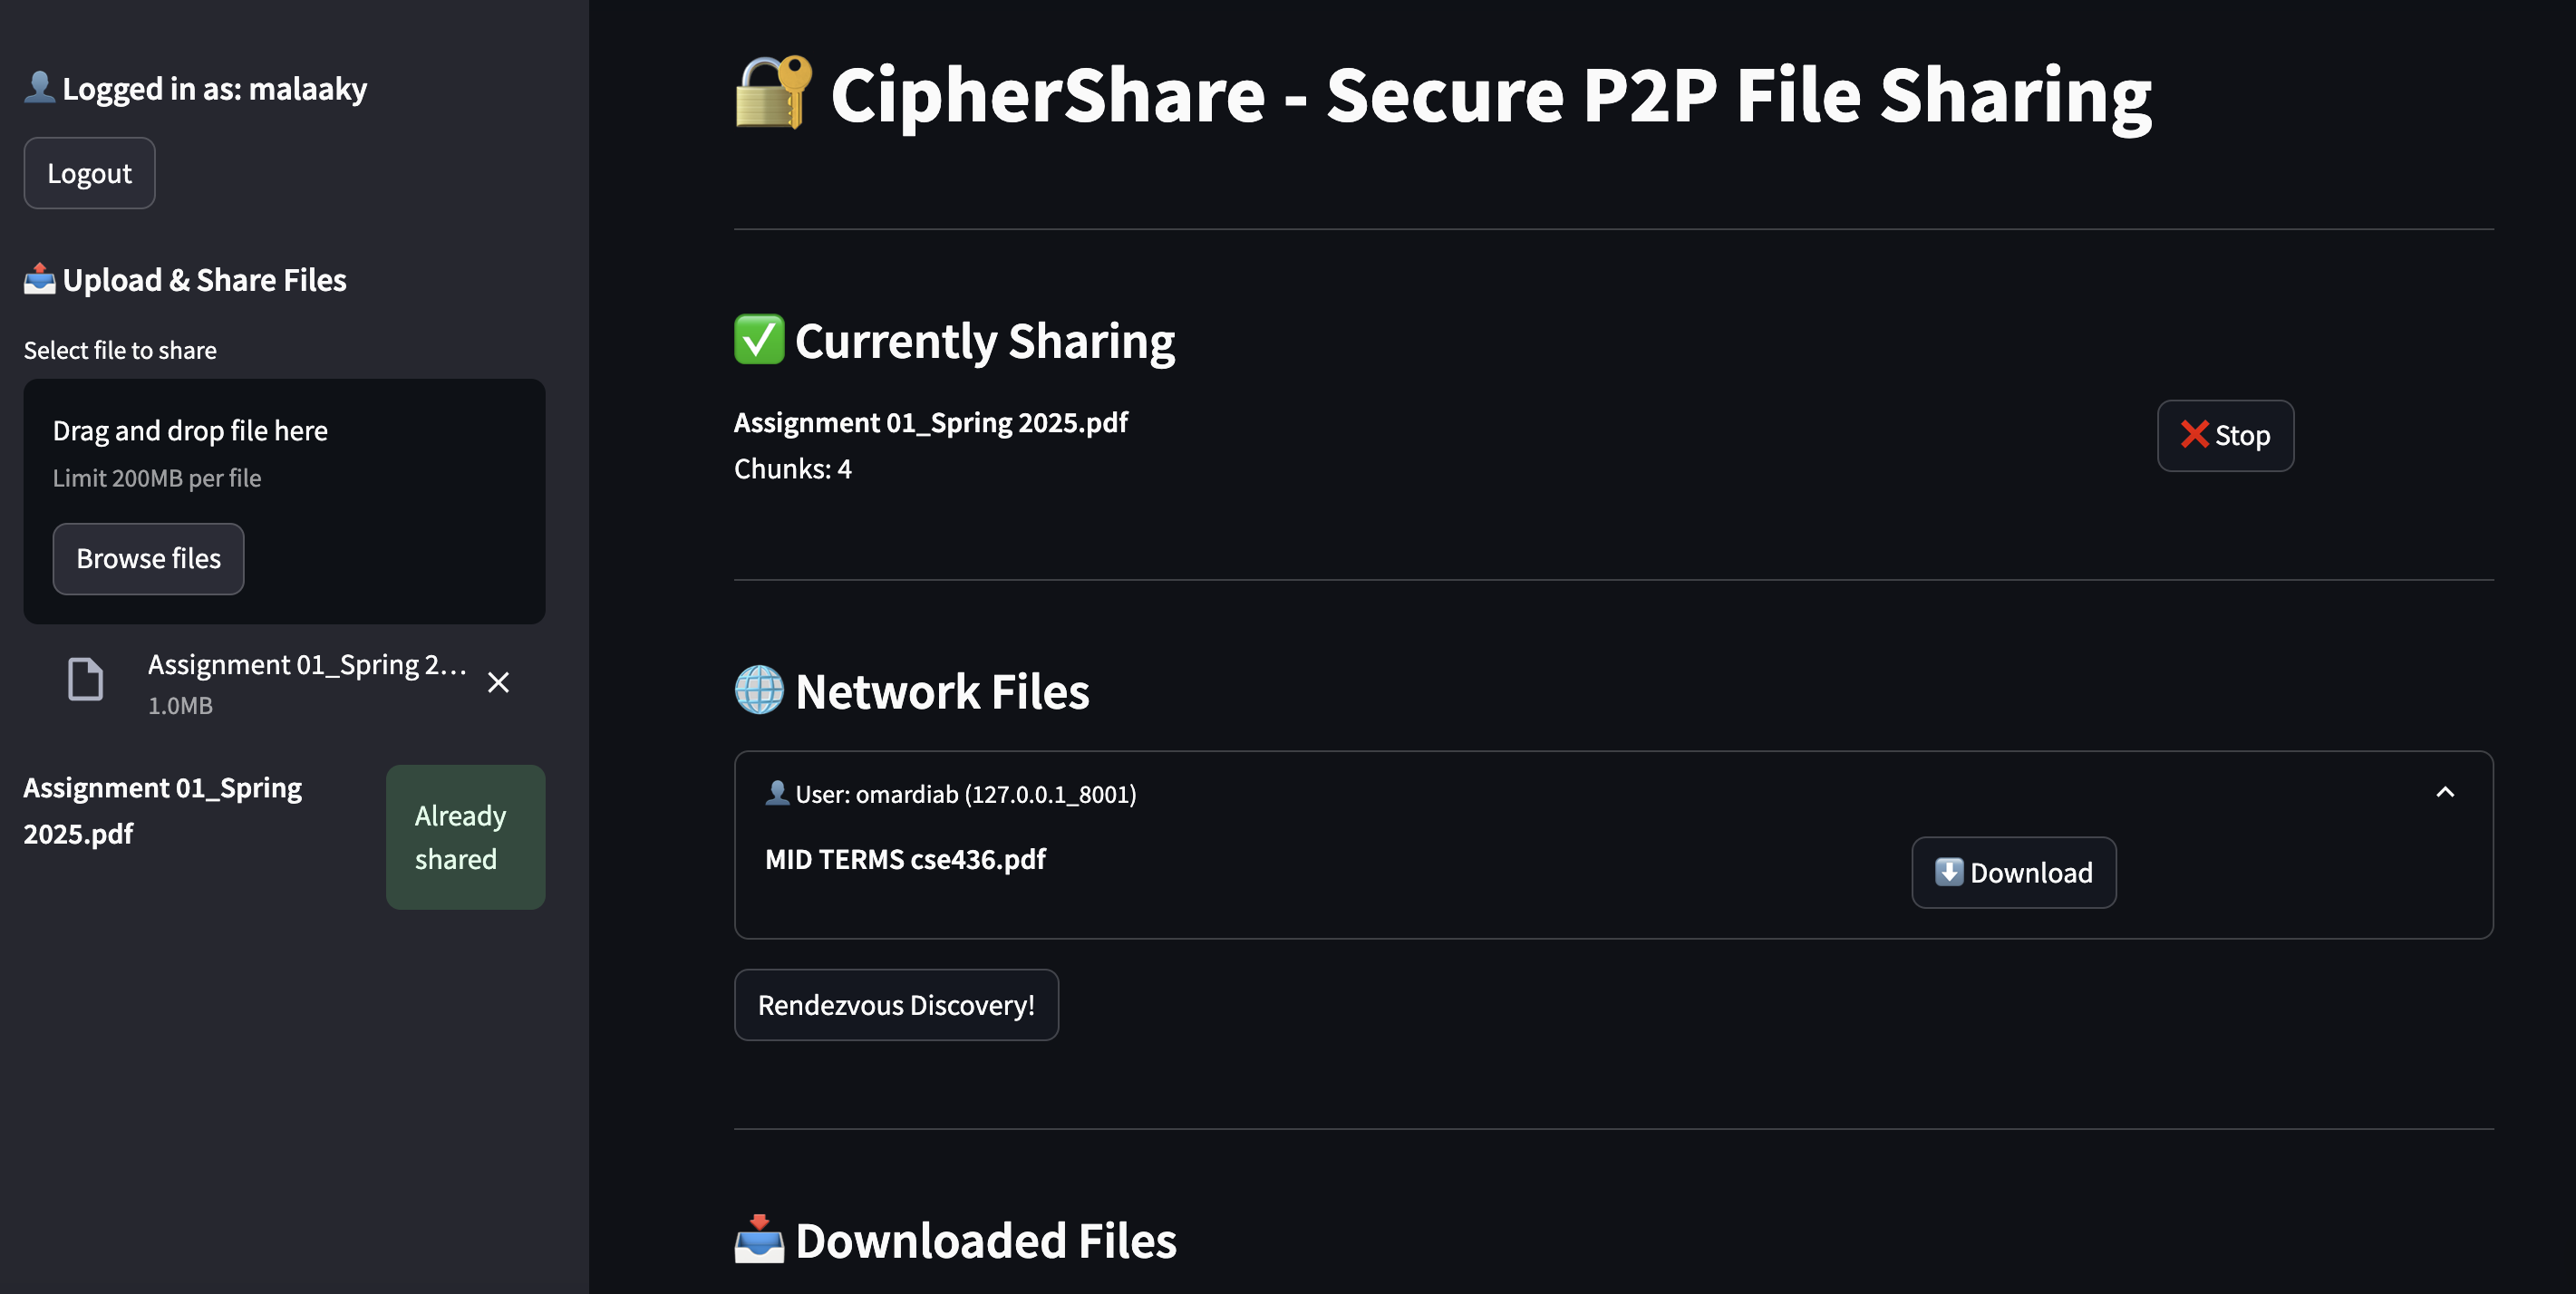 Logged in as: malaaky
Logout
Upload & Share Files
Select file to share
Drag and drop file here
Limit 200MB per file
Browse files
Assignment 01_Spring 2...
1.0MB
Assignment 01_Spring
2025.pdf
Already
shared
CipherShare - Secure P2P File Sharing
Currently Sharing
Assignment 01_Spring 2025.pdf
Chunks: 4
Stop
Network Files
User: omardiab (127.0.0.1_8001)
MID TERMS cse436.pdf
Download
Rendezvous Discovery!
Downloaded Files